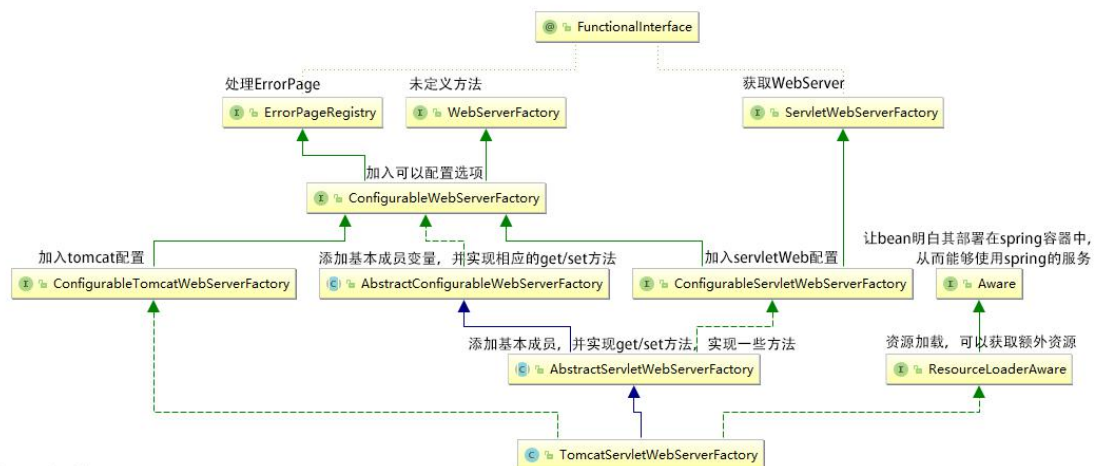 FunctionalInterface
处理ErrorPage
未定义方法
获取WebServer
ErrorPageRegistry
WebServerFactory
ServletWebServerFactory
加入可以配置选项
ConfigurableWebServerFactory
让bean明白其部署在spring容器中,
从而能够使用spring的服务
加入tomcat配置
添加基本成员变量，并实现相应的get/set方法
加入servletWeb配置
ConfigurableTomcatWebServerFactory
AbstractConfigurableWebServerFactory
ConfigurableServletWebServerFactory
Aware
添加基本成员，并实现get/set方法，实现一些方法
资源加载，可以获取额外资源
AbstractServletWebServerFactory
ResourceLoaderAware
TomcatServletWebServerFactory